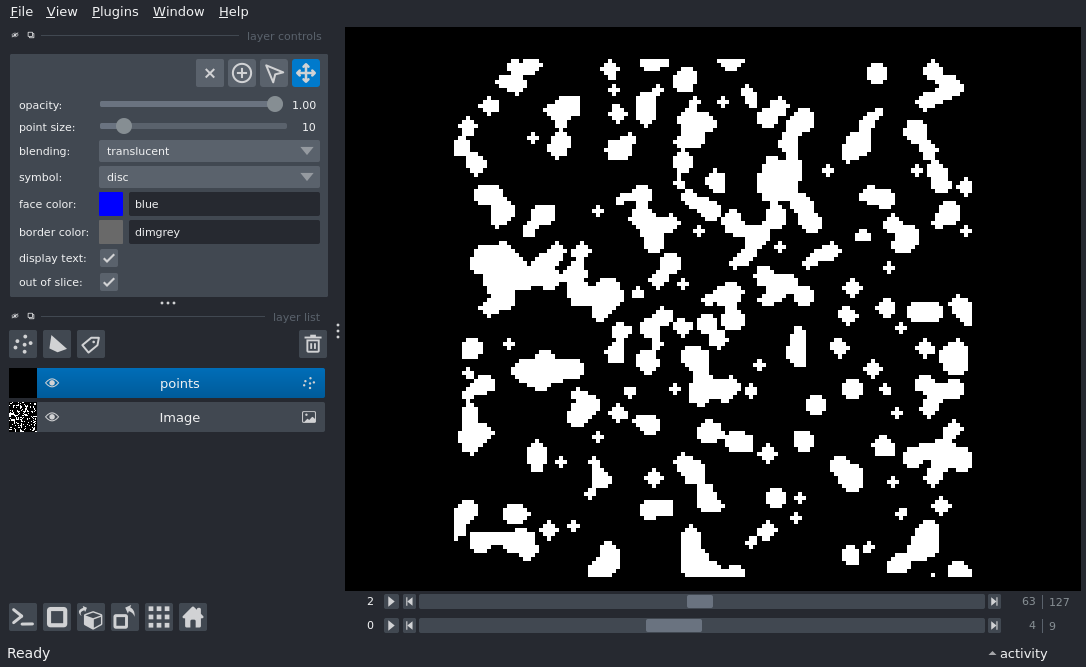 File View Plugins Window Help
layer controls
opacity: 1.00
point size: 10
blending: translucent
symbol: disc
face color: blue
border color: dimgrey
display text:
out of slice:
layer list
points
Image
2 63 127
0 4 9
Ready activity